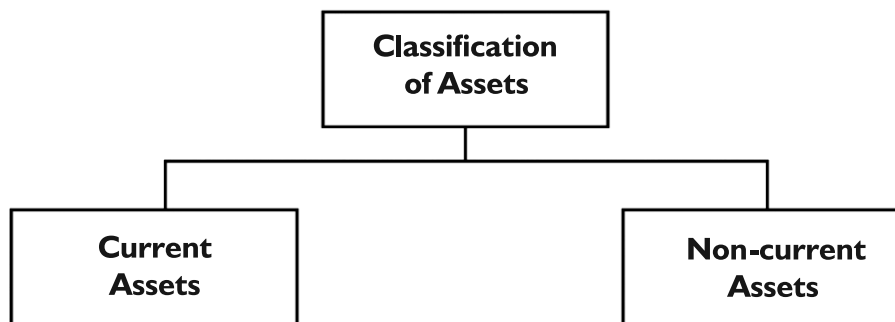 Classification
of Assets
Current
Assets
Non-current
Assets